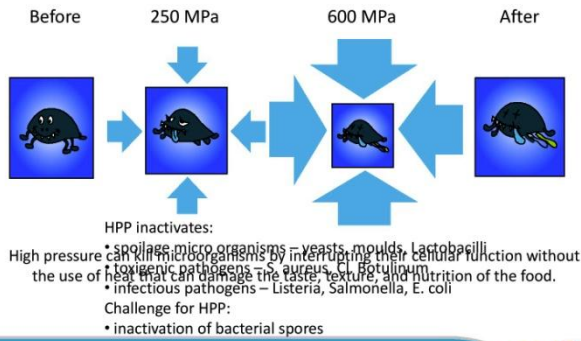 Before 250 MPa 600 MPa After
HPP inactivates:
• spoilage micro organisms – yeasts, moulds, Lactobacilli
High pressure can kill microorganisms by interrupting their cellular function without
• toxigenic pathogens – S. aureus, Cl. Botulinum
the use of heat that can damage the taste, texture, and nutrition of the food.
• infectious pathogens – Listeria, Salmonella, E. coli
Challenge for HPP:
• inactivation of bacterial spores